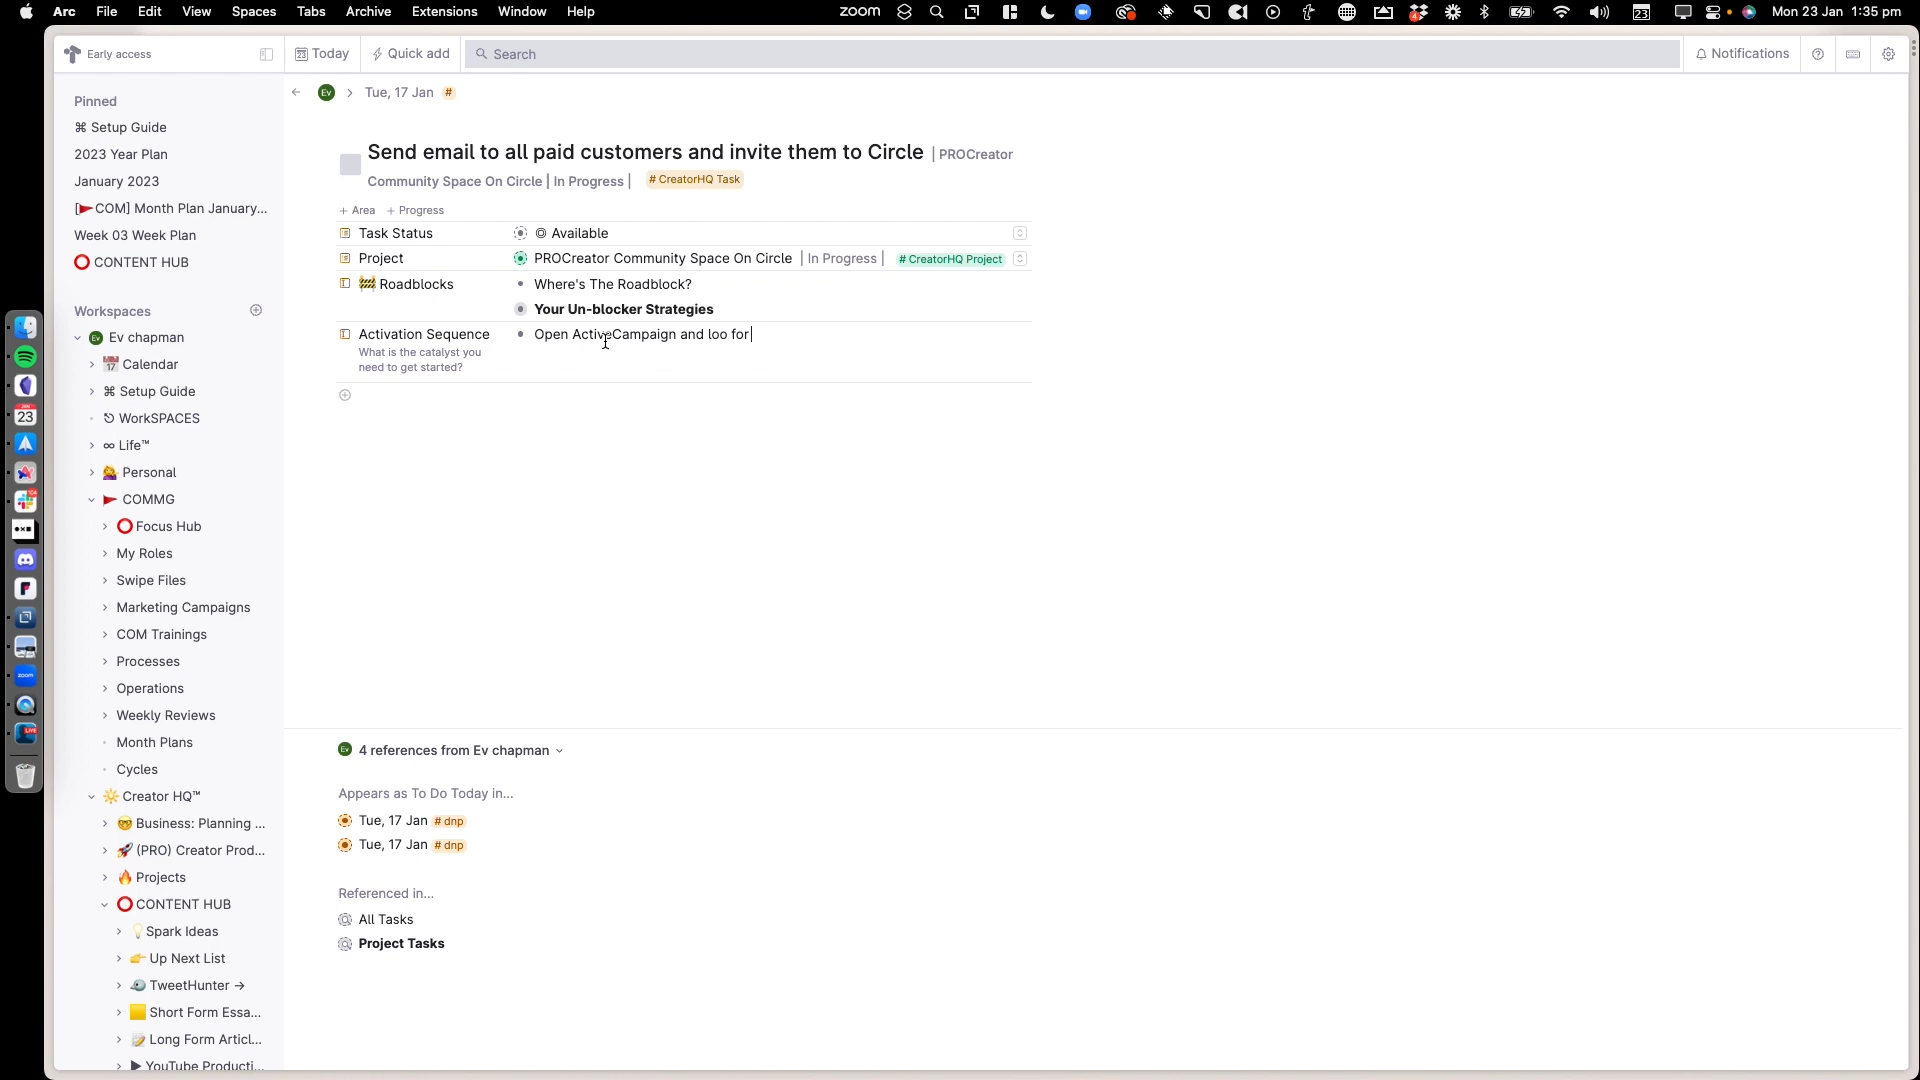 Arc File Edit View Spaces Tabs Archive Extensions Window Help zoom Mon 23 Jan 1:35 pm
Early access
Today
Quick add
Search
Notifications
Pinned
⌘ Setup Guide
2023 Year Plan
January 2023
[🚩COM] Month Plan January...
Week 03 Week Plan
⭕ CONTENT HUB
Workspaces
Ev Ev chapman
📅 Calendar
⌘ Setup Guide
WorkSPACES
∞ Life™
🙋 Personal
🚩 COMMG
⭕ Focus Hub
My Roles
Swipe Files
Marketing Campaigns
COM Trainings
Processes
Operations
Weekly Reviews
Month Plans
Cycles
🔆 Creator HQ™
🤓 Business: Planning ...
🚀 (PRO) Creator Prod...
🔥 Projects
⭕ CONTENT HUB
💡Spark Ideas
👉 Up Next List
TweetHunter →
🟨 Short Form Essa...
📝 Long Form Articl...
▶ YouTube Producti...
Ev > Tue, 17 Jan #
Send email to all paid customers and invite them to Circle | PROCreator
Community Space On Circle | In Progress | # CreatorHQ Task
+ Area + Progress
Task Status ◎ Available
Project PROCreator Community Space On Circle | In Progress | # CreatorHQ Project
🚧 Roadblocks Where's The Roadblock?
Your Un-blocker Strategies
Activation Sequence Open ActiveCampaign and loo for
What is the catalyst you
need to get started?
Ev 4 references from Ev chapman
Appears as To Do Today in...
Tue, 17 Jan # dnp
Tue, 17 Jan # dnp
Referenced in...
All Tasks
Project Tasks